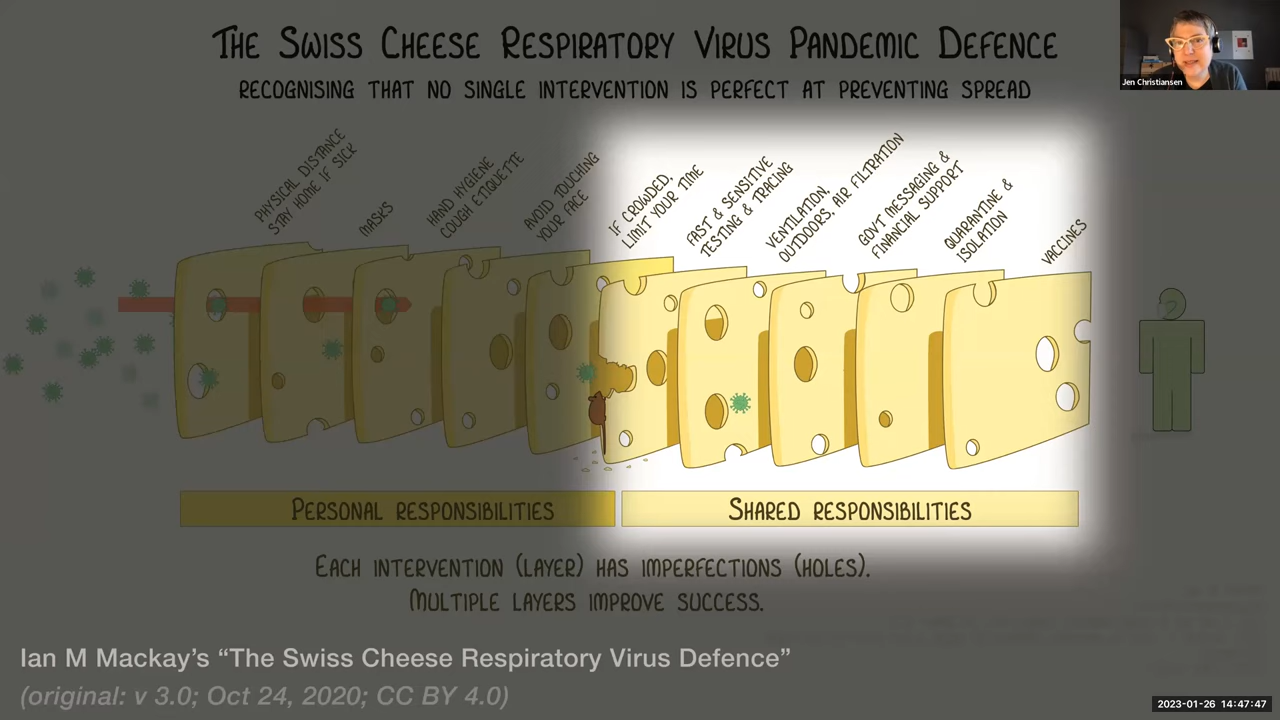 THE SWISS CHEESE RESPIRATORY VIRUS PANDEMIC DEFENCE
RECOGNISING THAT NO SINGLE INTERVENTION IS PERFECT AT PREVENTING SPREAD
Jen Christiansen
PHYSICAL DISTANCE
STAY HOME IF SICK
MASKS
HAND HYGIENE
COUGH ETIQUETTE
AVOID TOUCHING
YOUR FACE
IF CROWDED,
LIMIT YOUR TIME
FAST & SENSITIVE
TESTING & TRACING
VENTILATION,
OUTDOORS, AIR FILTRATION
GOVT MESSAGING &
FINANCIAL SUPPORT
QUARANTINE &
ISOLATION
VACCINES
PERSONAL RESPONSIBILITIES
SHARED RESPONSIBILITIES
EACH INTERVENTION (LAYER) HAS IMPERFECTIONS (HOLES).
MULTIPLE LAYERS IMPROVE SUCCESS.
Ian M Mackay's “The Swiss Cheese Respiratory Virus Defence”
(original: v 3.0; Oct 24, 2020; CC BY 4.0)
2023-01-26 14:47:47